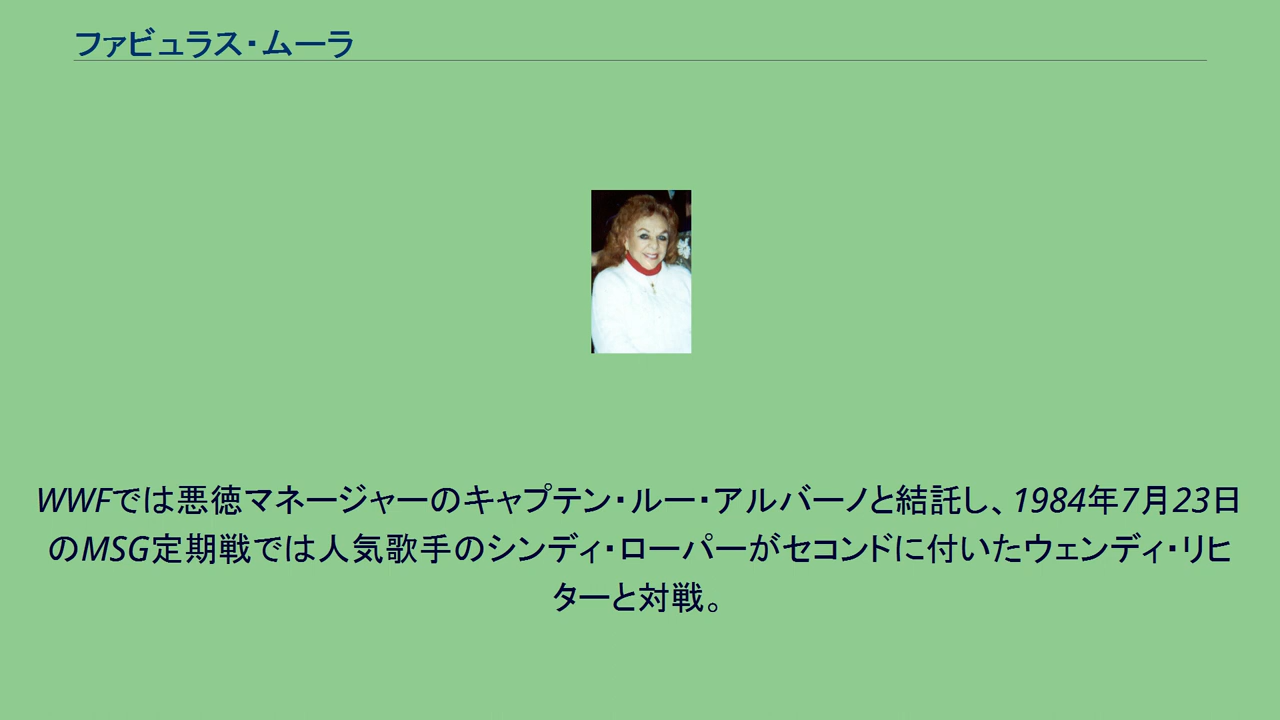 ファビュラス・ムーラ
WWFでは悪徳マネージャーのキャプテン・ルー・アルバーノと結託し、1984年7月23日
のMSG定期戦では人気歌手のシンディ・ローパーがセコンドに付いたウェンディ・リヒ
ターと対戦。